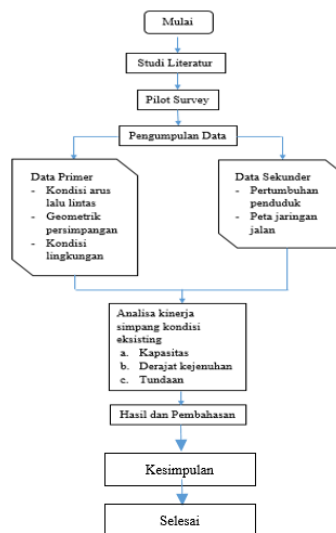 Mulai
Studi Literatur
Pilot Survey
Pengumpulan Data
Data Primer
- Kondisi arus
lalu lintas
- Geometrik
persimpangan
- Kondisi
lingkungan
Data Sekunder
- Pertumbuhan
penduduk
- Peta jaringan
jalan
Analisa kinerja
simpang kondisi
eksisting
a. Kapasitas
b. Derajat kejenuhan
c. Tundaan
Hasil dan Pembahasan
Kesimpulan
Selesai